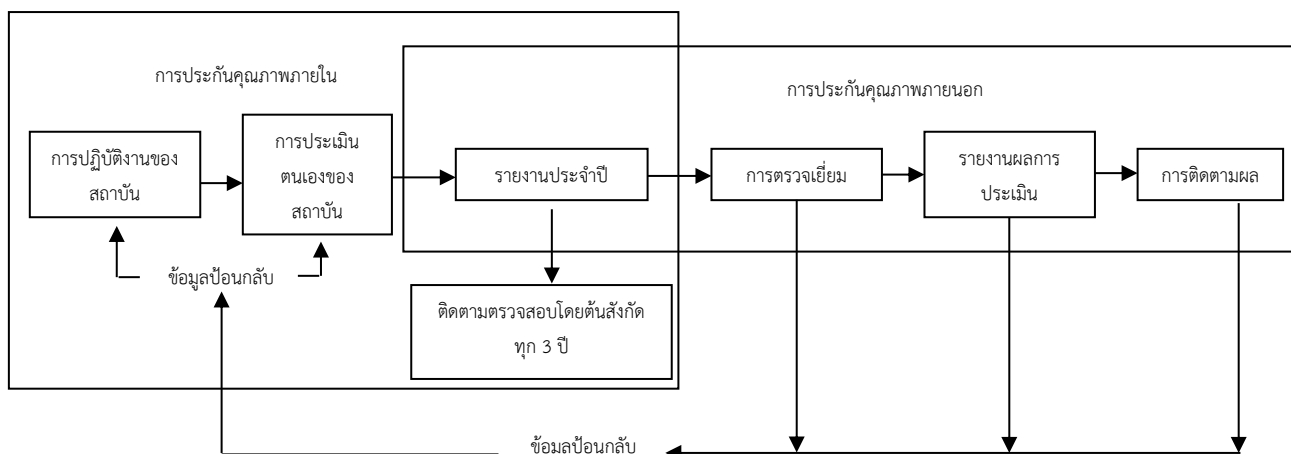 การประกันคุณภาพภายใน
การประกันคุณภาพภายนอก
การปฏิบัติงานของ
สถาบัน
การประเมิน
ตนเองของ
สถาบัน
รายงานประจำปี
การตรวจเยี่ยม
รายงานผลการ
ประเมิน
การติดตามผล
ข้อมูลป้อนกลับ
ติดตามตรวจสอบโดยต้นสังกัด
ทุก 3 ปี
ข้อมูลป้อนกลับ